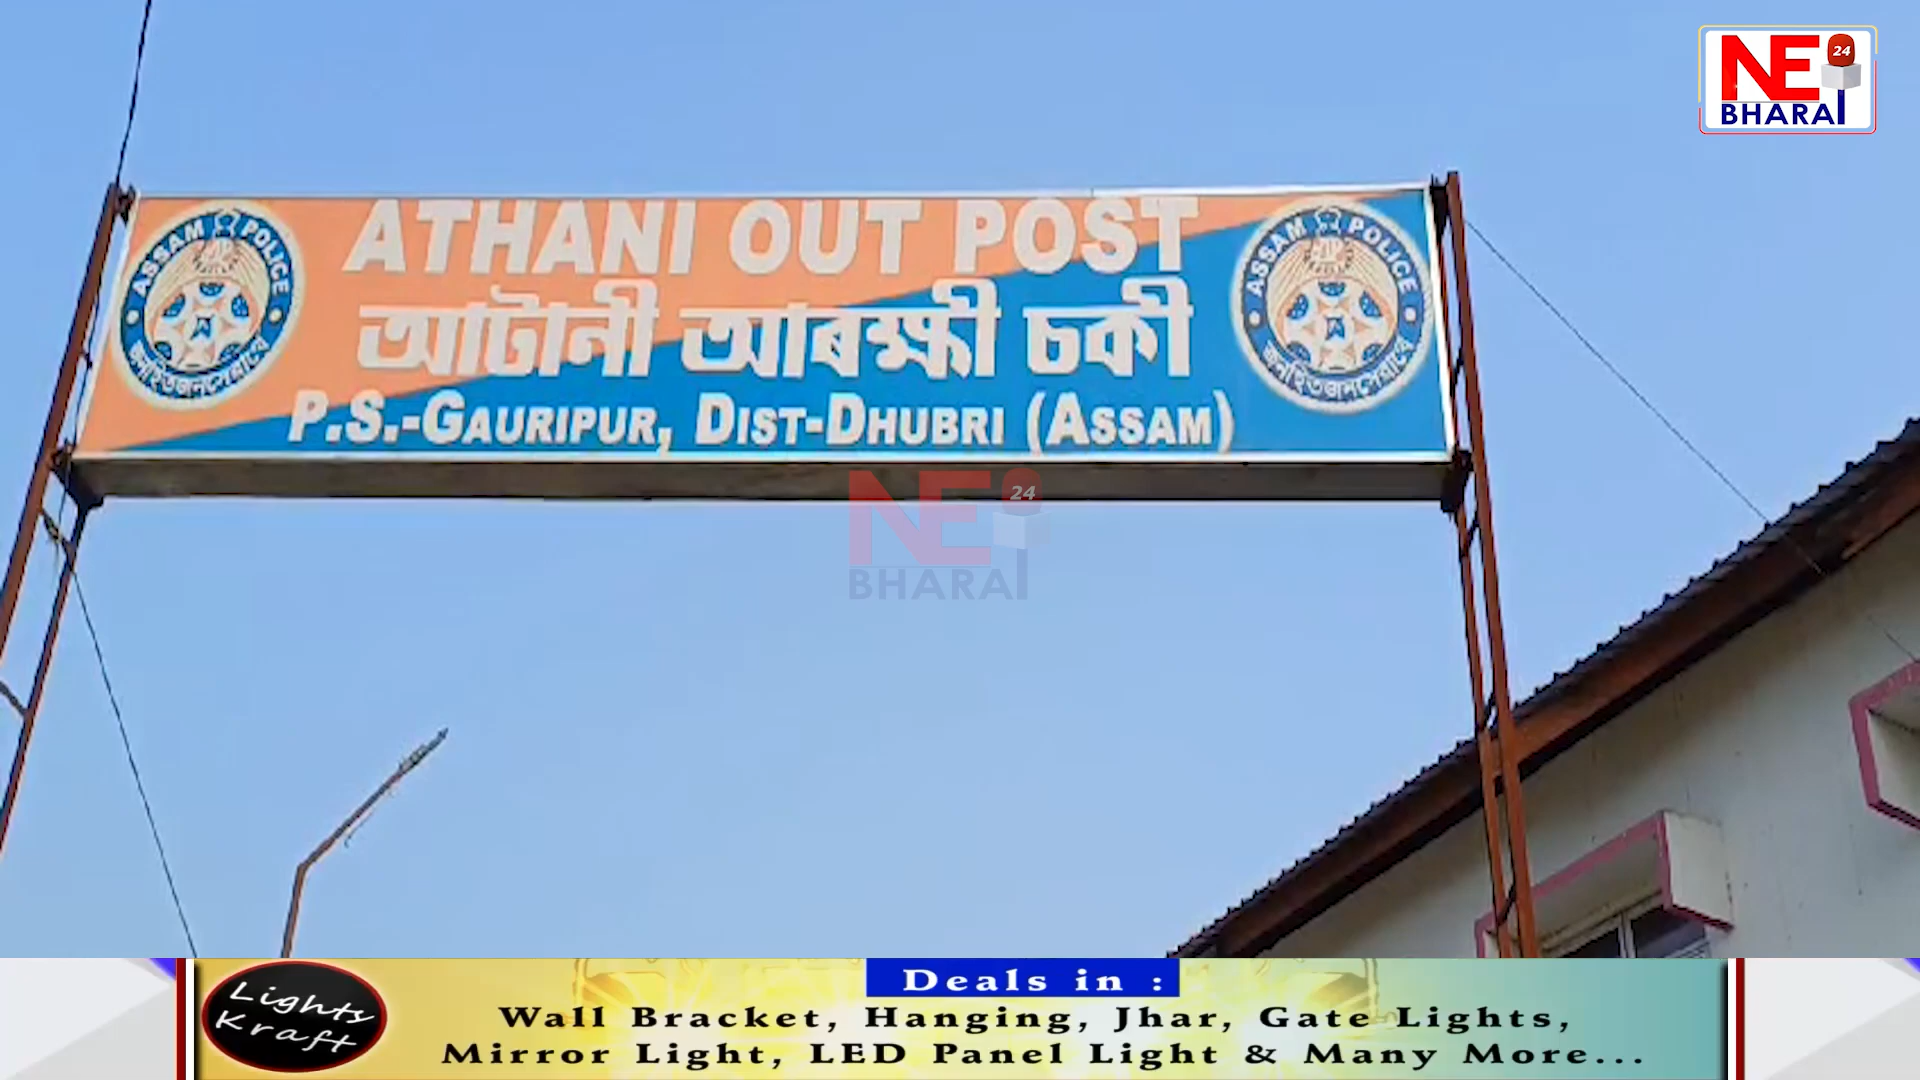 NE 24
BHARAT
ASSAM POLICE
ATHANI OUT POST
আটানী আৰক্ষী চকী
P.S.-GAURIPUR, DIST-DHUBRI (ASSAM)
ASSAM POLICE
NE 24
BHARAT
Lights
Kraft
Deals in :
Wall Bracket, Hanging, Jhar, Gate Lights,
Mirror Light, LED Panel Light & Many More...